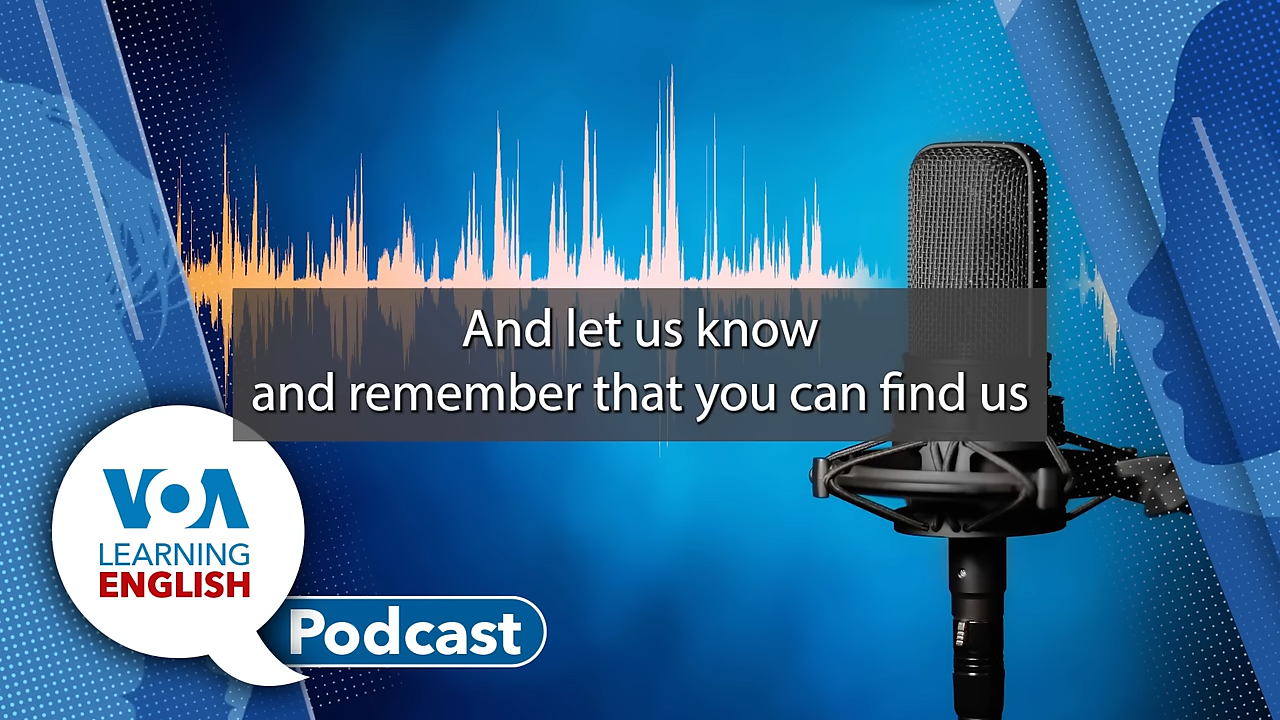 And let us know
and remember that you can find us
VOA
LEARNING
ENGLISH
Podcast